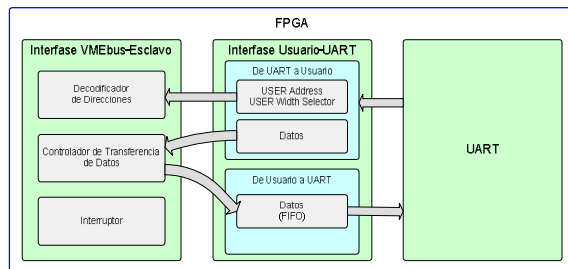 FPGA
Interfase VMEbus-Esclavo
Decodificador
de Direcciones
Controlador de Transferencia
de Datos
Interruptor
Interfase Usuario-UART
De UART a Usuario
USER Address
USER Width Selector
Datos
De Usuario a UART
Datos
(FIFO)
UART